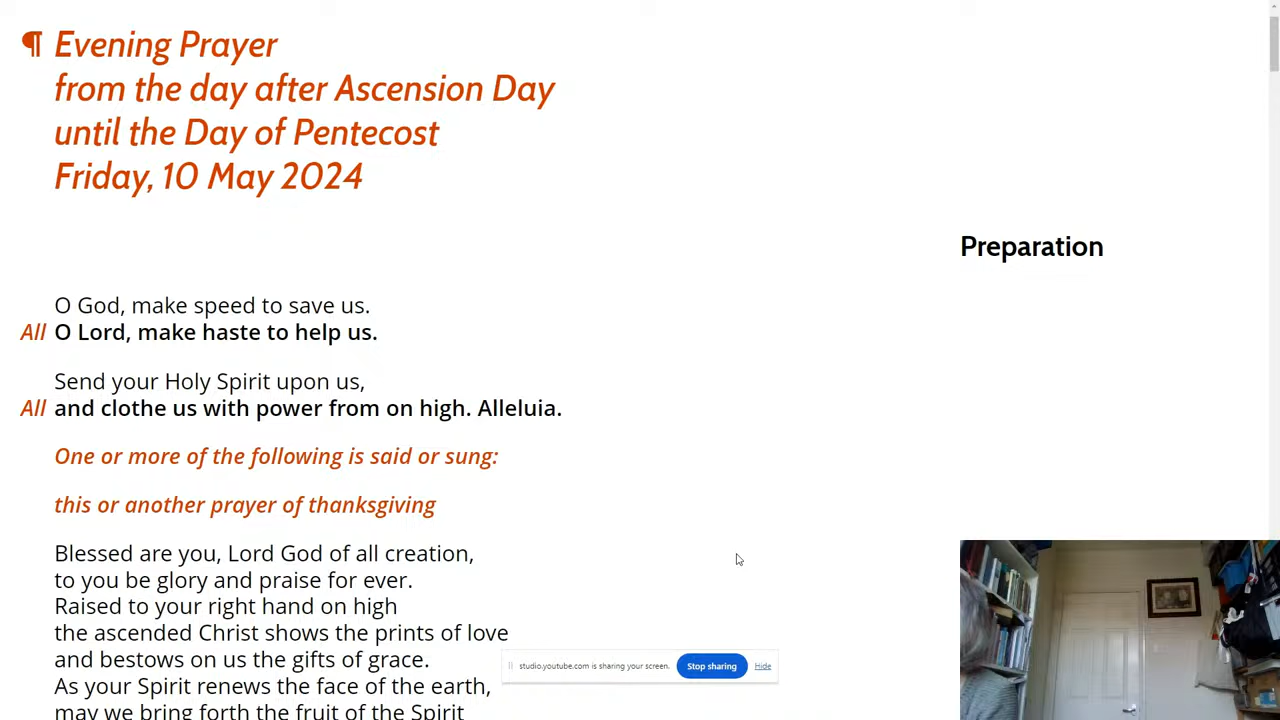 ¶ Evening Prayer
from the day after Ascension Day
until the Day of Pentecost
Friday, 10 May 2024
Preparation
O God, make speed to save us.
All O Lord, make haste to help us.
Send your Holy Spirit upon us,
All and clothe us with power from on high. Alleluia.
One or more of the following is said or sung:
this or another prayer of thanksgiving
Blessed are you, Lord God of all creation,
to you be glory and praise for ever.
Raised to your right hand on high
the ascended Christ shows the prints of love
and bestows on us the gifts of grace.
As your Spirit renews the face of the earth,
may we bring forth the fruit of the Spirit
studio.youtube.com is sharing your screen.
Stop sharing
Hide